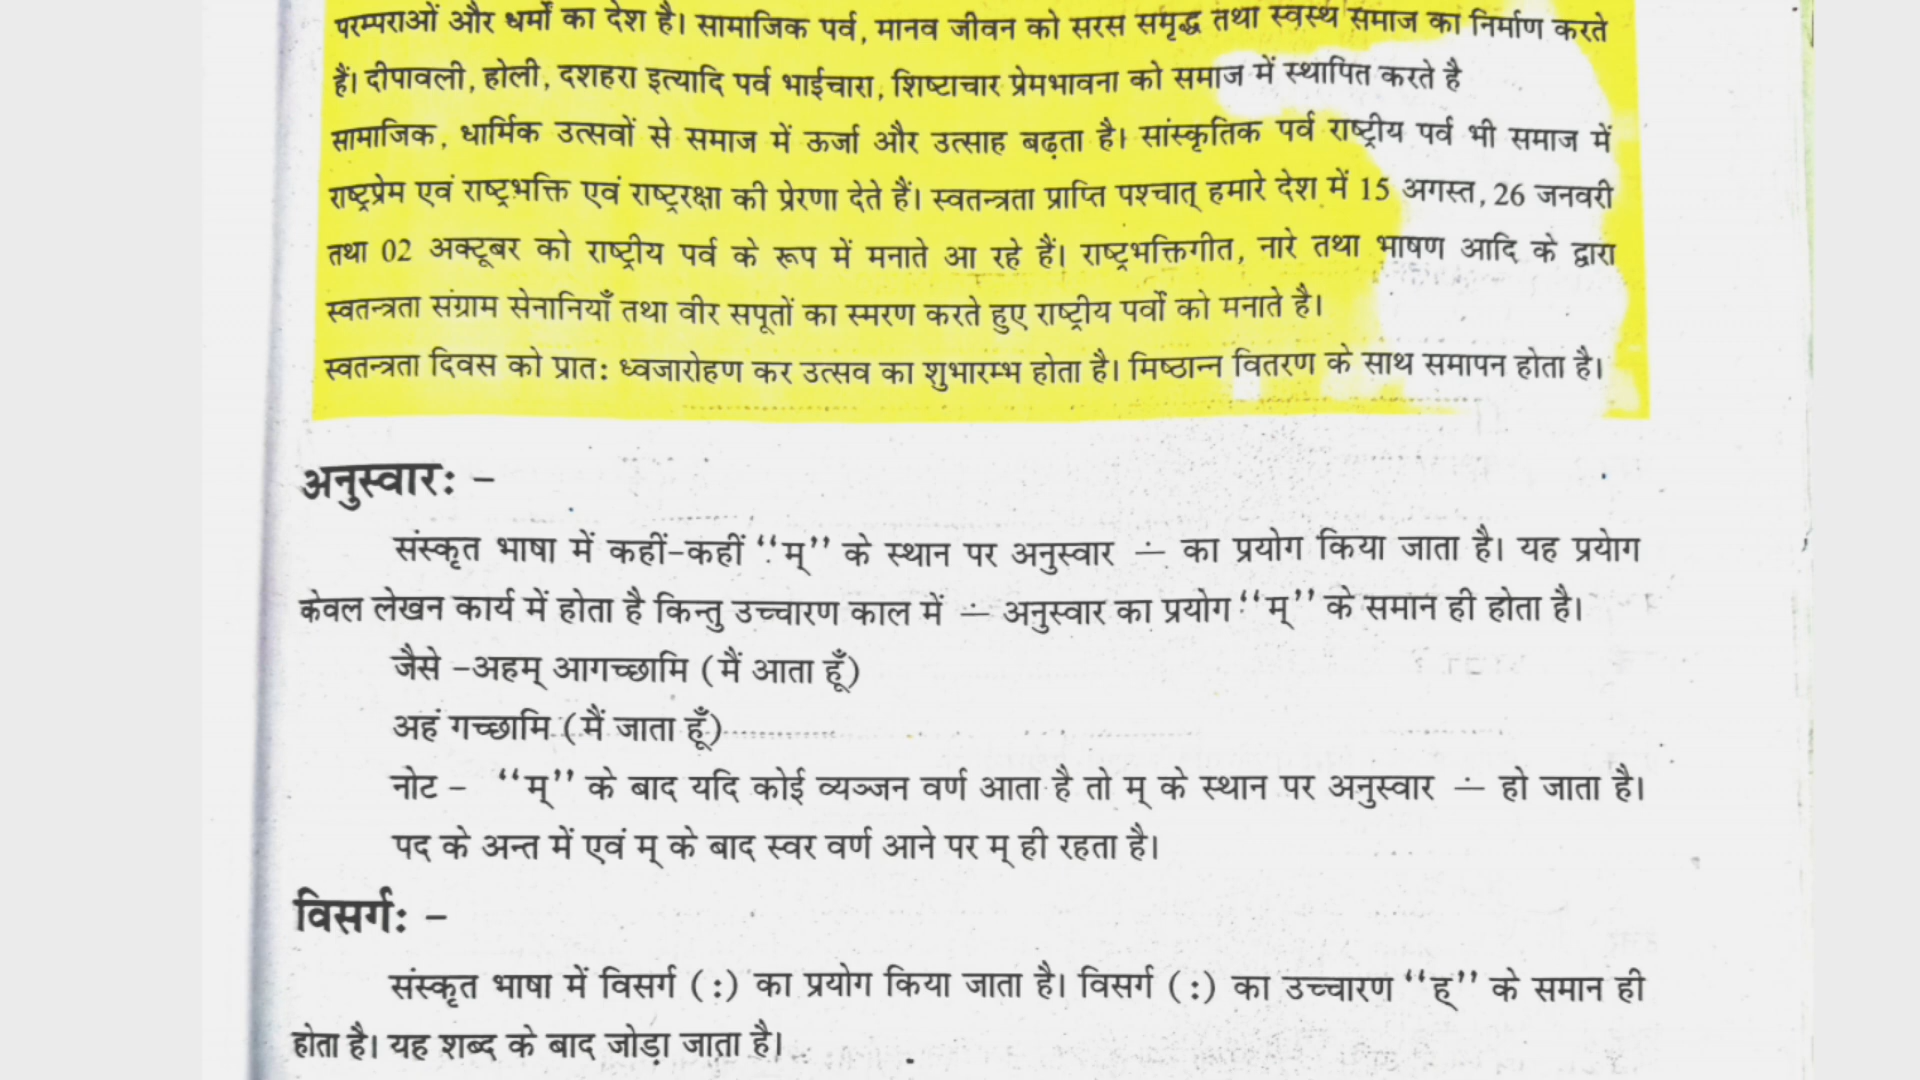 परम्पराओं और धर्मों का देश है। सामाजिक पर्व, मानव जीवन को सरस समृद्ध तथा स्वस्थ समाज का निर्माण करते
हैं। दीपावली, होली, दशहरा इत्यादि पर्व भाईचारा, शिष्टाचार प्रेमभावना को समाज में स्थापित करते है
सामाजिक, धार्मिक उत्सवों से समाज में ऊर्जा और उत्साह बढ़ता है। सांस्कृतिक पर्व राष्ट्रीय पर्व भी समाज में
राष्ट्रप्रेम एवं राष्ट्रभक्ति एवं राष्ट्ररक्षा की प्रेरणा देते हैं। स्वतन्त्रता प्राप्ति पश्चात् हमारे देश में 15 अगस्त, 26 जनवरी
तथा 02 अक्टूबर को राष्ट्रीय पर्व के रूप में मनाते आ रहे हैं। राष्ट्रभक्तिगीत, नारे तथा भाषण आदि के द्वारा
स्वतन्त्रता संग्राम सेनानियाँ तथा वीर सपूतों का स्मरण करते हुए राष्ट्रीय पर्वो को मनाते है।
स्वतन्त्रता दिवस को प्रात: ध्वजारोहण कर उत्सव का शुभारम्भ होता है। मिष्ठान्न वितरण के साथ समापन होता है।
अनुस्वार: -
संस्कृत भाषा में कहीं-कहीं ‘‘म्’’ के स्थान पर अनुस्वार ∸ का प्रयोग किया जाता है। यह प्रयोग
केवल लेखन कार्य में होता है किन्तु उच्चारण काल में ∸ अनुस्वार का प्रयोग ‘‘म्’’ के समान ही होता है।
जैसे -अहम् आगच्छामि (मैं आता हूँ)
अहं गच्छामि (मैं जाता हूँ)
नोट - ‘‘म्’’ के बाद यदि कोई व्यञ्जन वर्ण आता है तो म् के स्थान पर अनुस्वार ∸ हो जाता है।
पद के अन्त में एवं म् के बाद स्वर वर्ण आने पर म् ही रहता है।
विसर्ग: -
संस्कृत भाषा में विसर्ग (:) का प्रयोग किया जाता है। विसर्ग (:) का उच्चारण ‘‘ह्’’ के समान ही
होता है। यह शब्द के बाद जोड़ा जाता है।